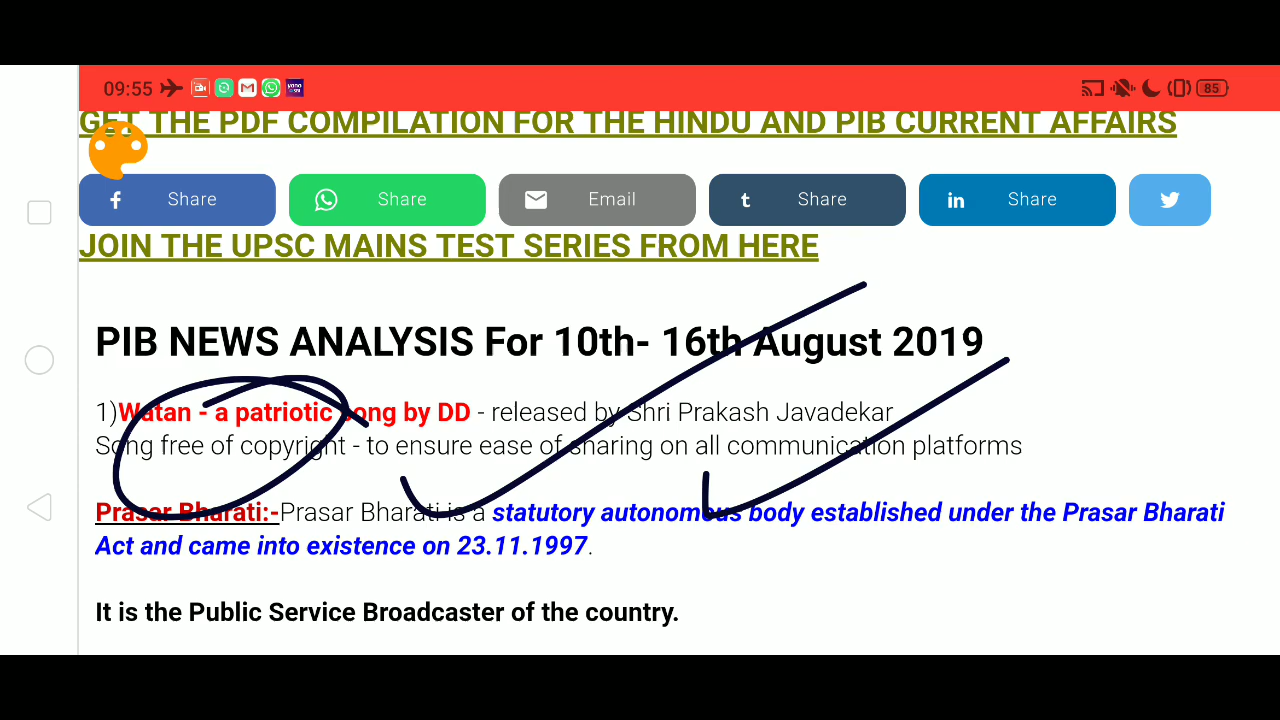 09:55 85
GET THE PDF COMPILATION FOR THE HINDU AND PIB CURRENT AFFAIRS
Share Share Email Share Share
JOIN THE UPSC MAINS TEST SERIES FROM HERE
PIB NEWS ANALYSIS For 10th- 16th August 2019
1)Watan - a patriotic song by DD - released by Shri Prakash Javadekar
Song free of copyright - to ensure ease of sharing on all communication platforms
Prasar Bharati:-Prasar Bharati is a statutory autonomous body established under the Prasar Bharati
Act and came into existence on 23.11.1997.
It is the Public Service Broadcaster of the country.